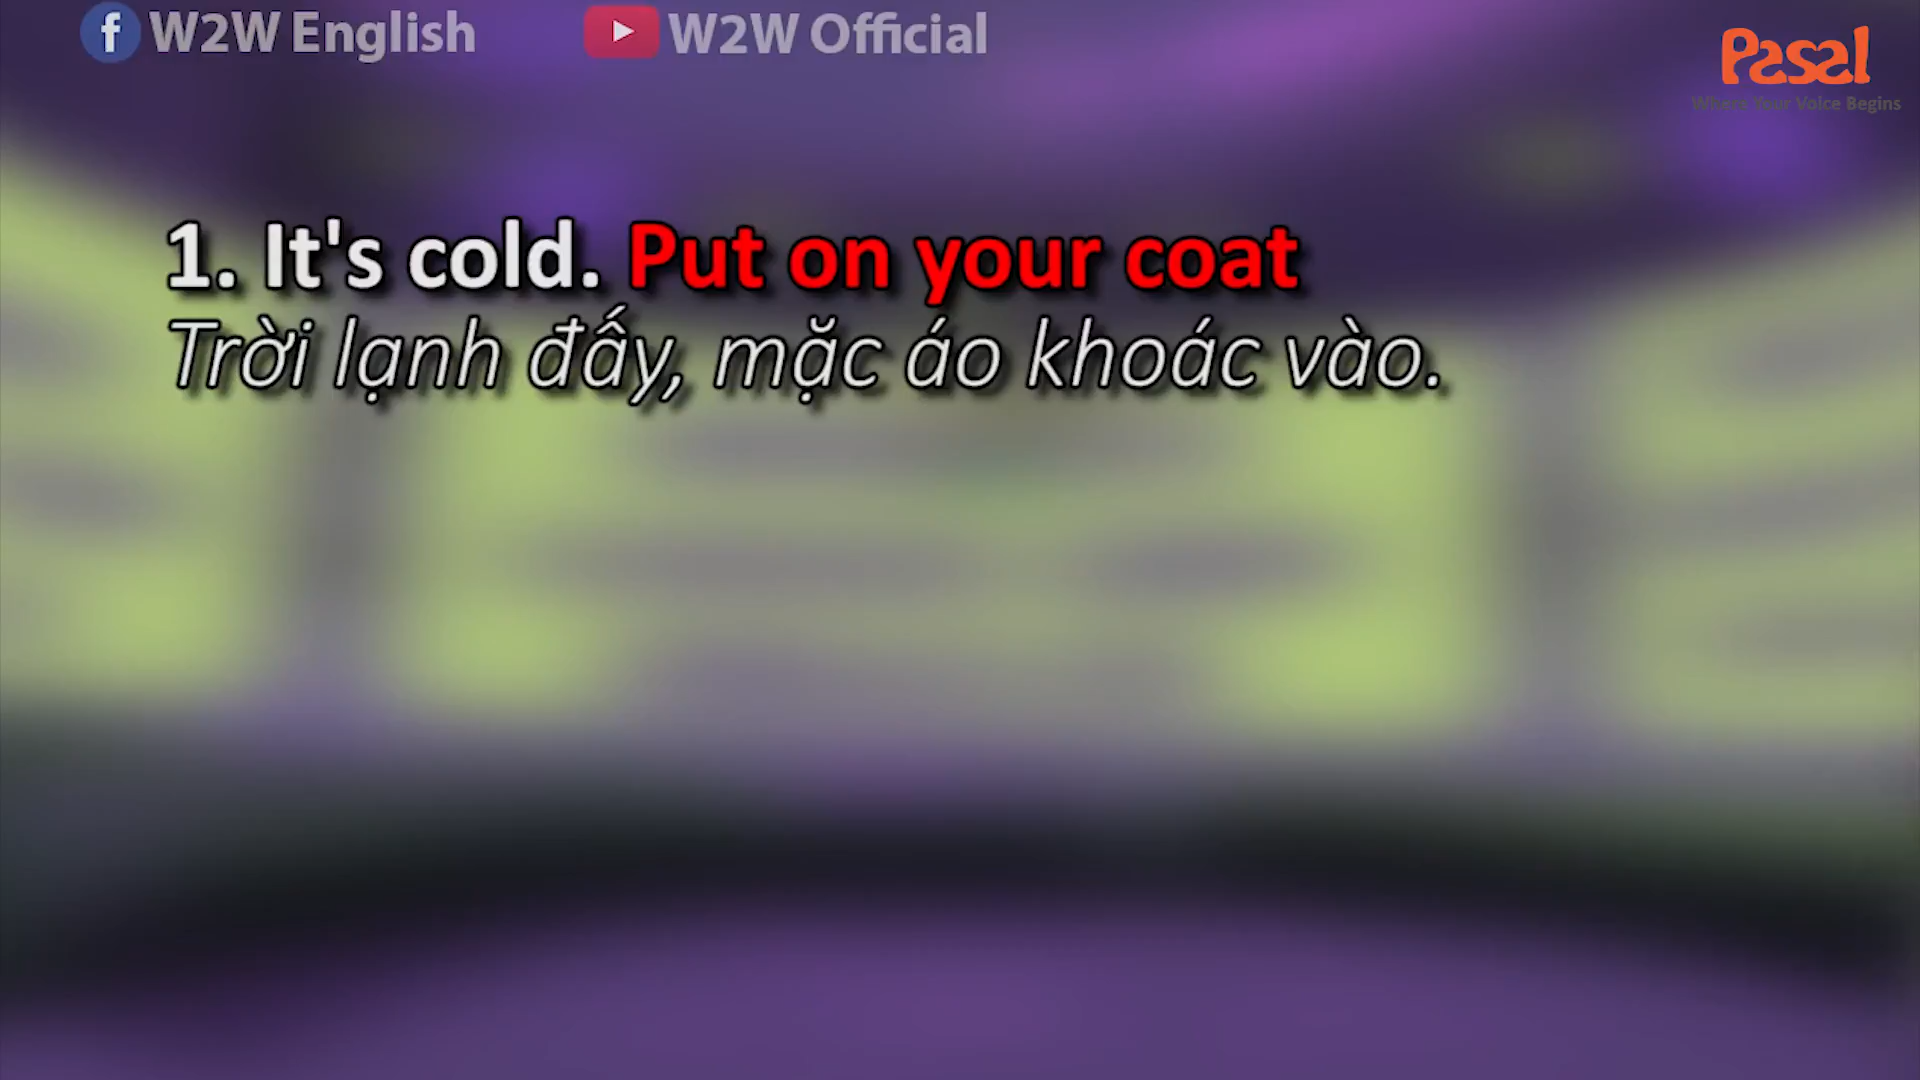 W2W English
W2W Official
Pasal
Where Your Voice Begins
1. It's cold. Put on your coat
Trời lạnh đấy, mặc áo khoác vào.